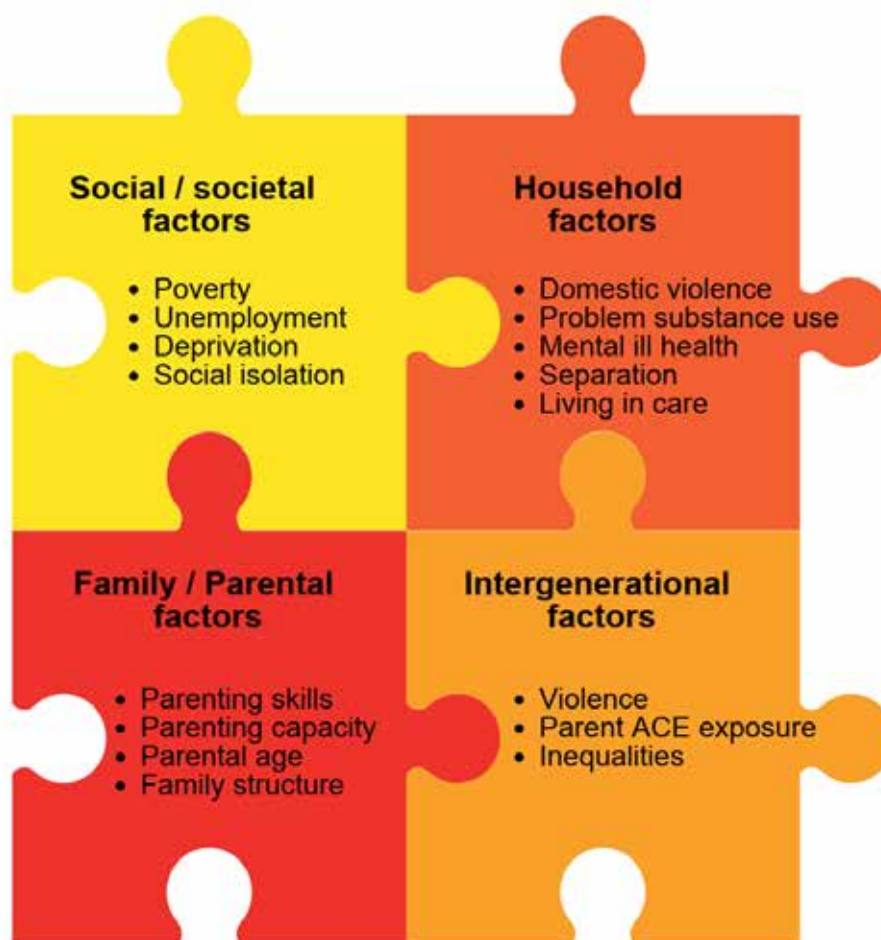 Social / societal
factors
• Poverty
• Unemployment
• Deprivation
• Social isolation
Household
factors
• Domestic violence
• Problem substance use
• Mental ill health
• Separation
• Living in care
Family / Parental
factors
• Parenting skills
• Parenting capacity
• Parental age
• Family structure
Intergenerational
factors
• Violence
• Parent ACE exposure
• Inequalities